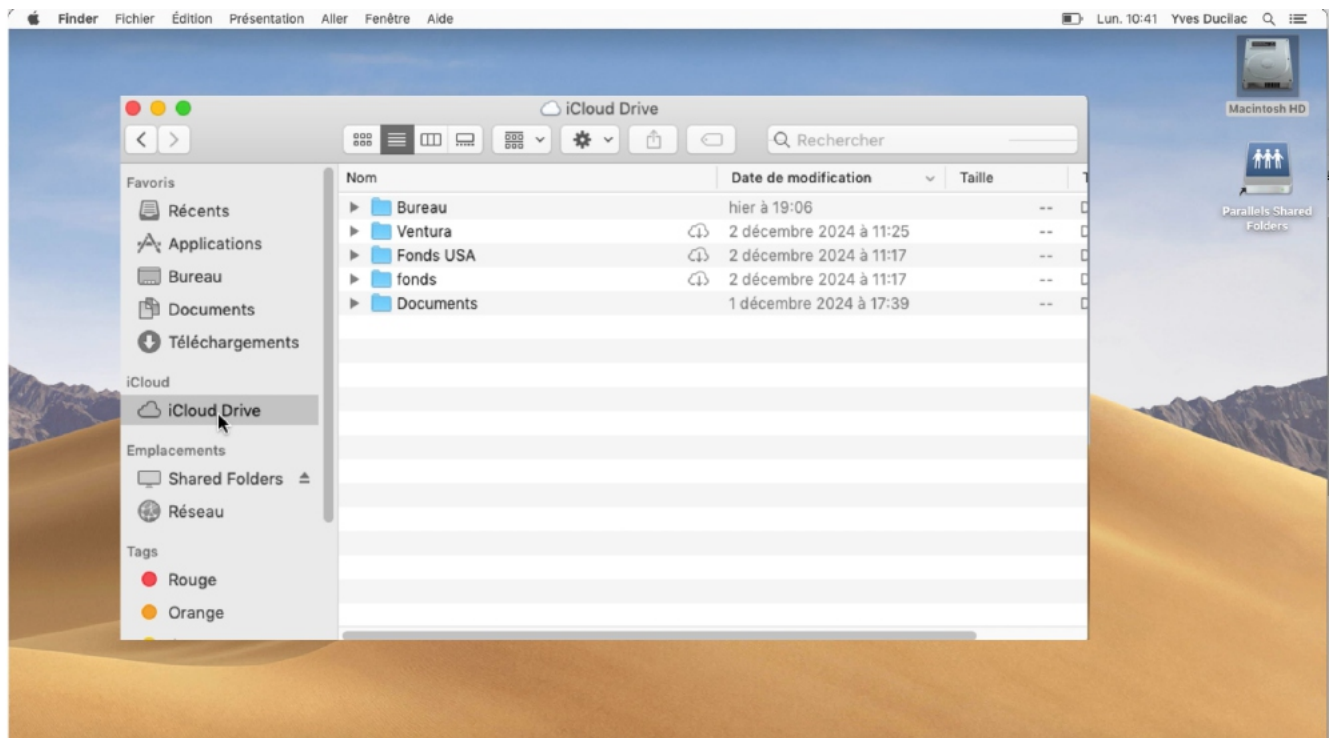 Finder Fichier Édition Présentation Aller Fenêtre Aide Lun. 10:41 Yves Ducilac
Macintosh HD
Parallels Shared
Folders
iCloud Drive
Rechercher
Favoris
Récents
Applications
Bureau
Documents
Téléchargements
iCloud
iCloud Drive
Emplacements
Shared Folders
Réseau
Tags
Rouge
Orange
Nom Date de modification Taille
Bureau hier à 19:06 --
Ventura 2 décembre 2024 à 11:25 --
Fonds USA 2 décembre 2024 à 11:17 --
fonds 2 décembre 2024 à 11:17 --
Documents 1 décembre 2024 à 17:39 --